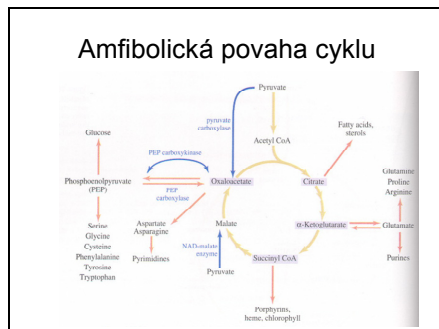 Amfibolická povaha cyklu
Pyruvate
pyruvate
carboxylase
Fatty acids,
sterols
Glucose
Acetyl CoA
PEP carboxykinase
Glutamine
Proline
Arginine
Phosphoenolpyruvate
(PEP)
PEP
carboxylase
Oxaloacetate
Citrate
Serine
Glycine
Cysteine
Phenylalanine
Tyrosine
Tryptophan
Aspartate
Asparagine
Malate
α-Ketoglutarate
Glutamate
Pyrimidines
NAD-malate
enzyme
Pyruvate
Succinyl CoA
Purines
Porphyrins,
heme, chlorophyll